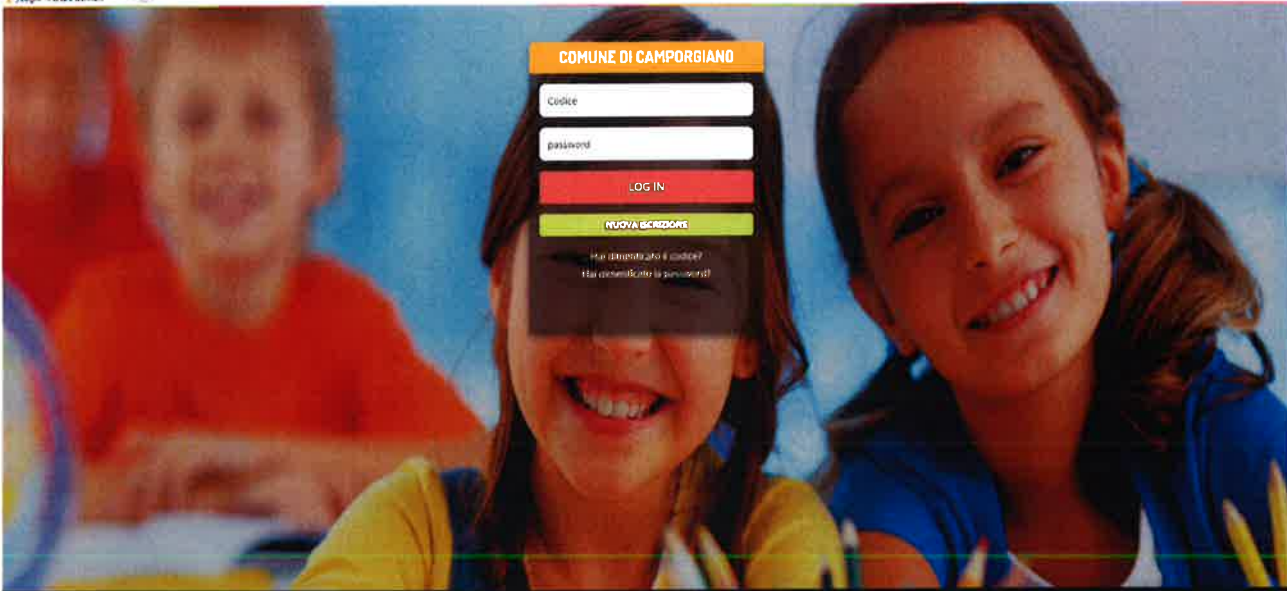 COMUNE DI CAMPORGIANO
Codice
password
LOG IN
NUOVA ISCRIZIONE
Hai dimenticato il codice?
Hai dimenticato la password?